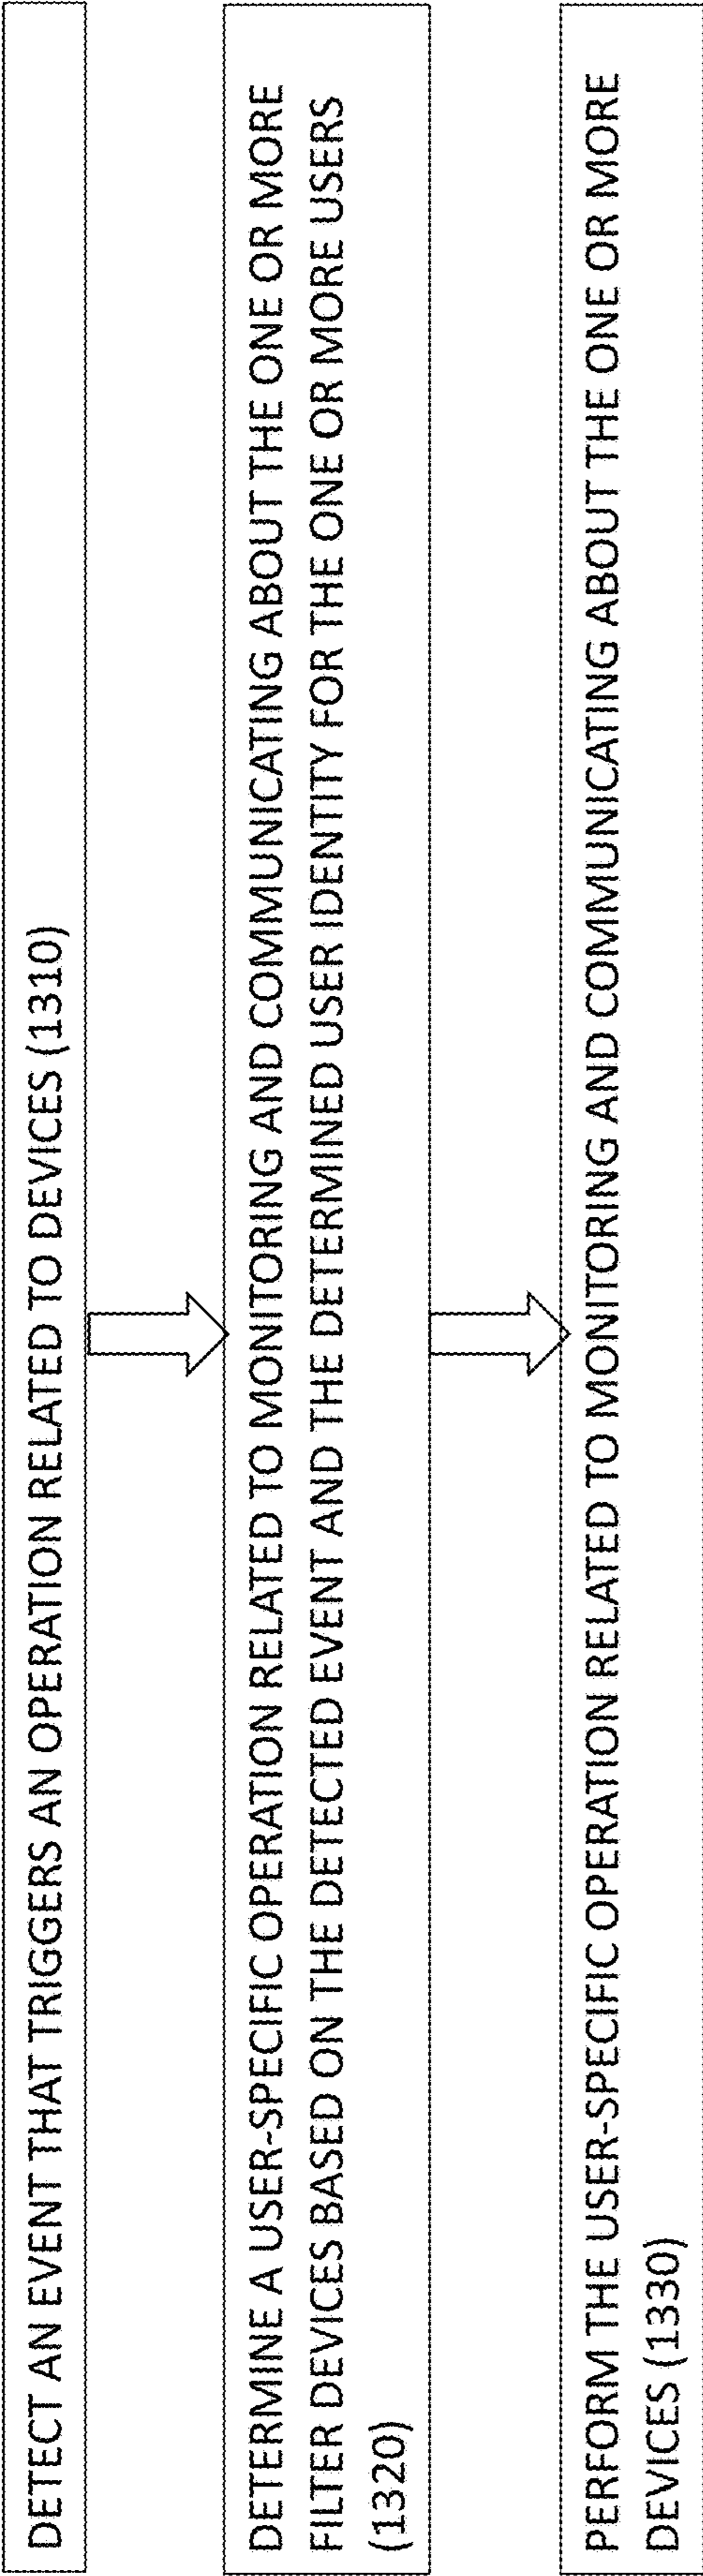 DETECT AN EVENT THAT TRIGGERS AN OPERATION RELATED TO DEVICES (1310)
DETERMINE A USER-SPECIFIC OPERATION RELATED TO MONITORING AND COMMUNICATING ABOUT THE ONE OR MORE
FILTER DEVICES BASED ON THE DETECTED EVENT AND THE DETERMINED USER IDENTITY FOR THE ONE OR MORE USERS
(1320)
PERFORM THE USER-SPECIFIC OPERATION RELATED TO MONITORING AND COMMUNICATING ABOUT THE ONE OR MORE
DEVICES (1330)